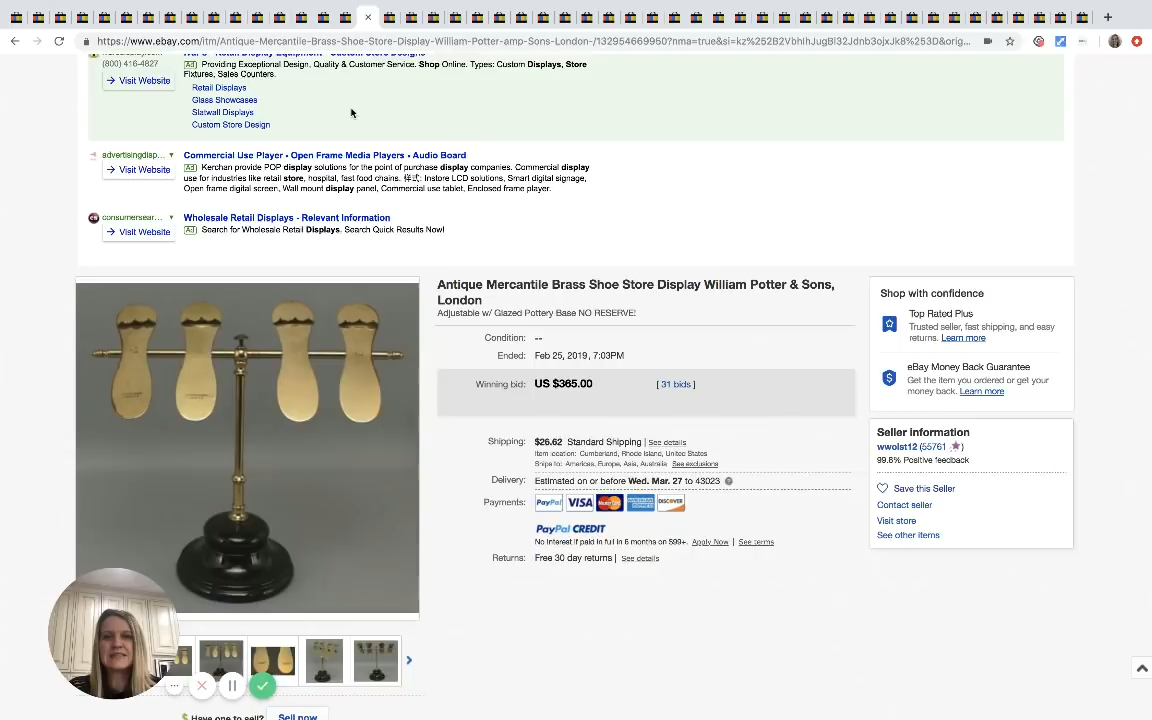 https://www.ebay.com/itm/Antique-Mercantile-Brass-Shoe-Store-Display-William-Potter-amp-Sons-London-/132954669950?nma=true&si=kz%252B2VbhIhJugBl32Jdnb3ojxJk8%253D&orig...
(800) 416-4827
Ad Providing Exceptional Design, Quality & Customer Service. Shop Online. Types: Custom Displays, Store
Fixtures, Sales Counters.
Visit Website
Retail Displays
Glass Showcases
Slatwall Displays
Custom Store Design
advertisingdisp...
Commercial Use Player - Open Frame Media Players - Audio Board
Visit Website
Ad Kerchan provide POP display solutions for the point of purchase display companies. Commercial display
use for industries like retail store, hospital, fast food chains. 样式: Instore LCD solutions, Smart digital signage,
Open frame digital screen, Wall mount display panel, Commercial use tablet, Enclosed frame player.
consumersear...
Wholesale Retail Displays - Relevant Information
Visit Website
Ad Search for Wholesale Retail Displays. Search Quick Results Now!
Antique Mercantile Brass Shoe Store Display William Potter & Sons,
London
Adjustable w/ Glazed Pottery Base NO RESERVE!
Condition: --
Ended: Feb 25, 2019 , 7:03PM
Winning bid: US $365.00 [ 31 bids ]
Shipping: $26.62 Standard Shipping | See details
Item location: Cumberland, Rhode Island, United States
Ships to: Americas, Europe, Asia, Australia See exclusions
Delivery: Estimated on or before Wed. Mar. 27 to 43023
Payments: PayPal VISA MasterCard DISCOVER
PayPal CREDIT
No interest if paid in full in 6 months on $99+. Apply Now | See terms
Returns: Free 30 day returns | See details
Shop with confidence
Top Rated Plus
Trusted seller, fast shipping, and easy
returns. Learn more
eBay Money Back Guarantee
Get the item you ordered or get your
money back. Learn more
Seller information
wwolst12 (55761)
99.8% Positive feedback
Save this Seller
Contact seller
Visit store
See other items
Have one to sell? Sell now